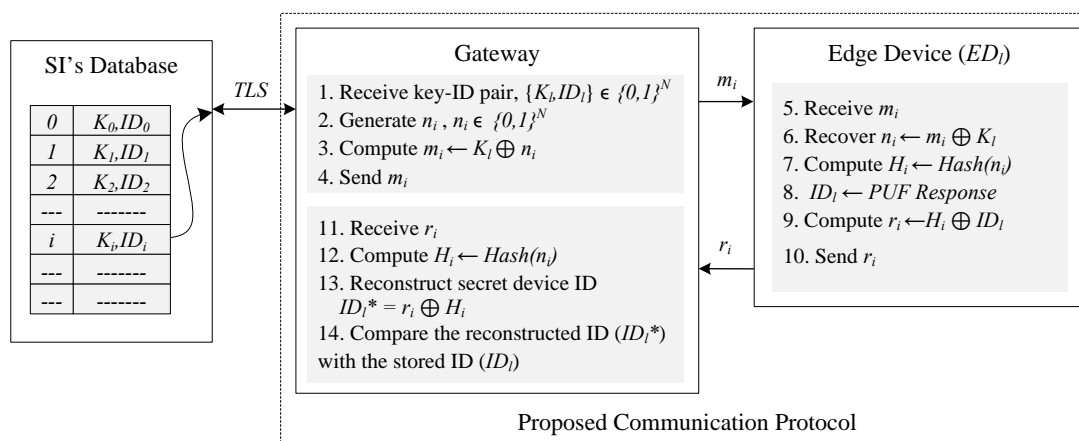 SI's Database
0 K₀,ID₀
1 K₁,ID₁
2 K₂,ID₂
--- -------
i Kᵢ,IDᵢ
--- -------
--- -------
TLS
Gateway
1. Receive key-ID pair, {Kₗ,IDₗ} ϵ {0,1}ᴺ
2. Generate nᵢ , nᵢ ϵ {0,1}ᴺ
3. Compute mᵢ ← Kₗ ⊕ nᵢ
4. Send mᵢ
11. Receive rᵢ
12. Compute Hᵢ ← Hash(nᵢ)
13. Reconstruct secret device ID
IDₗ* = rᵢ ⊕ Hᵢ
14. Compare the reconstructed ID (IDₗ*)
with the stored ID (IDₗ)
mᵢ
rᵢ
Edge Device (EDₗ)
5. Receive mᵢ
6. Recover nᵢ ← mᵢ ⊕ Kₗ
7. Compute Hᵢ ← Hash(nᵢ)
8. IDₗ ← PUF Response
9. Compute rᵢ ← Hᵢ ⊕ IDₗ
10. Send rᵢ
Proposed Communication Protocol